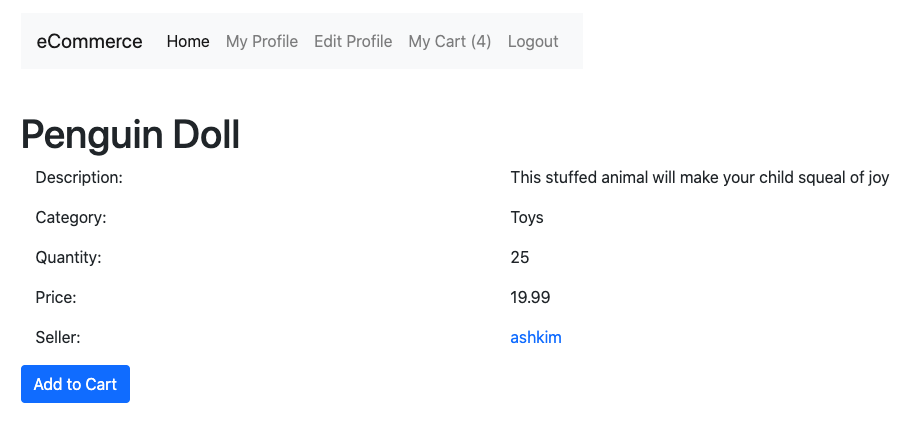 eCommerce Home My Profile Edit Profile My Cart (4) Logout
Penguin Doll
Description: This stuffed animal will make your child squeal of joy
Category: Toys
Quantity: 25
Price: 19.99
Seller: ashkim
Add to Cart